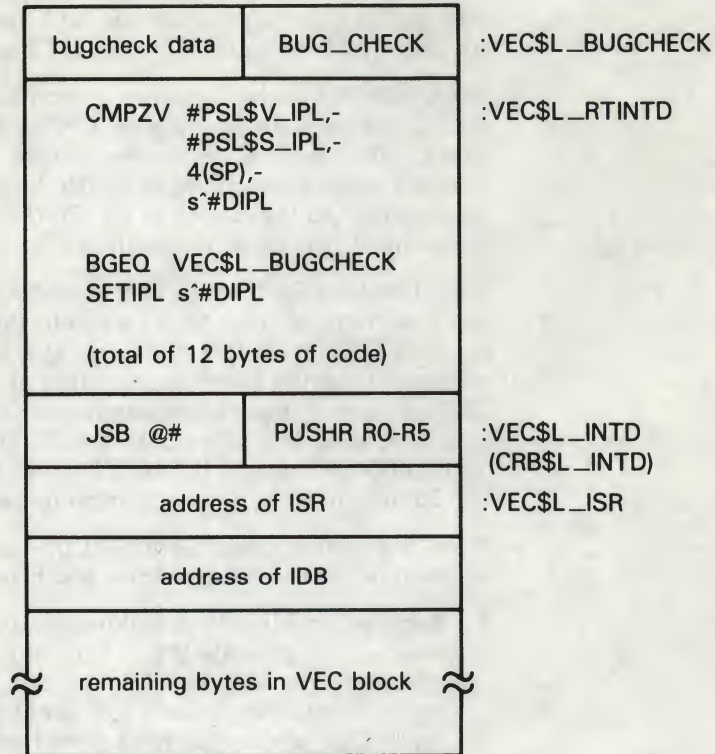 bugcheck data BUG_CHECK :VEC$L_BUGCHECK
CMPZV #PSL$V_IPL,- :VEC$L_RTINTD
#PSL$S_IPL,-
4(SP),-
s^#DIPL
BGEQ VEC$L_BUGCHECK
SETIPL s^#DIPL
(total of 12 bytes of code)
JSB @# PUSHR R0-R5 :VEC$L_INTD
(CRB$L_INTD)
address of ISR :VEC$L_ISR
address of IDB
remaining bytes in VEC block